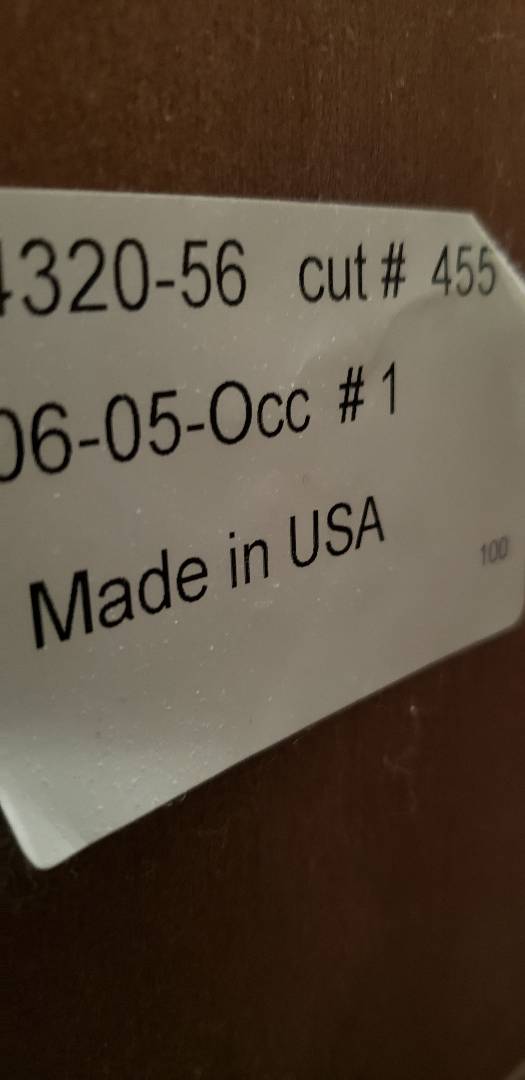 4320-56 cut # 455
06-05-Occ # 1
Made in USA
100